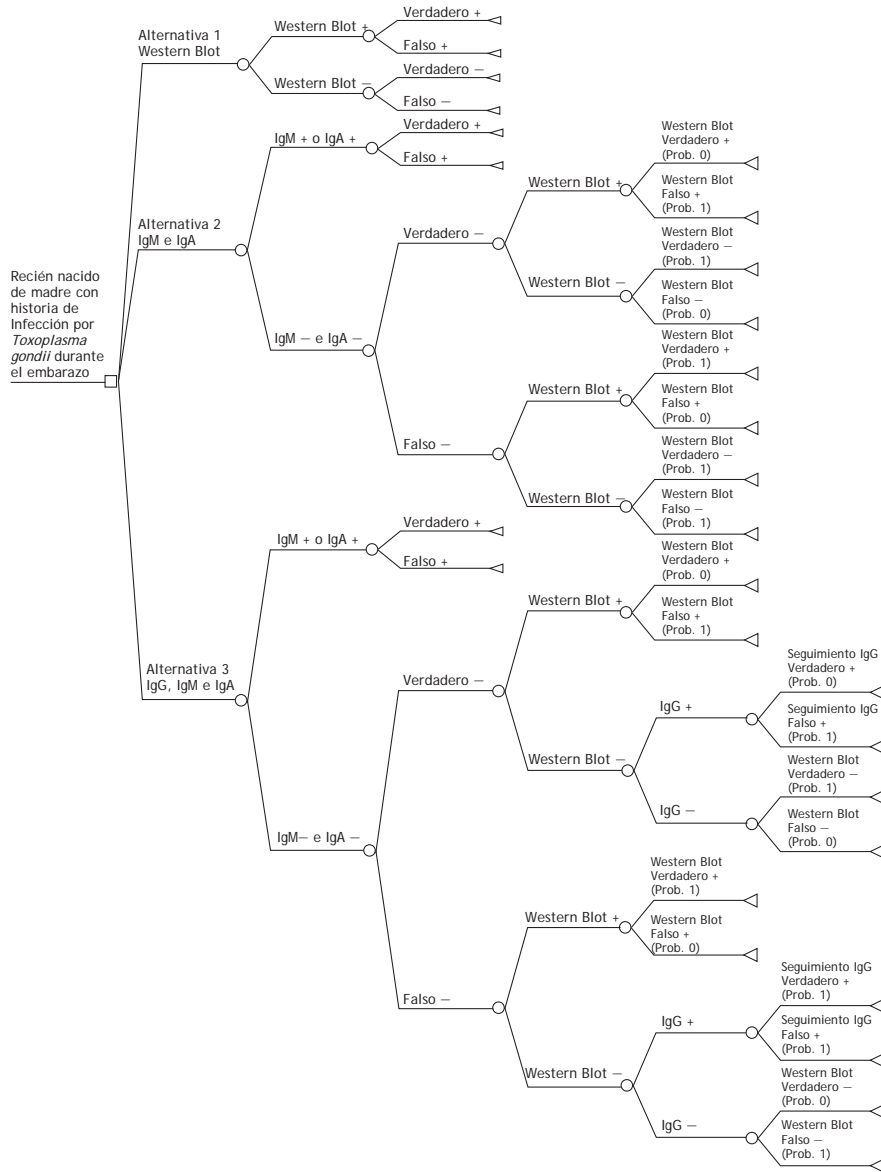 Alternativa 1
Western Blot
Western Blot +
Verdadero +
Falso +
Western Blot −
Verdadero −
Falso −
Recién nacido
de madre con
historia de
Infección por
Toxoplasma
gondii durante
el embarazo
Alternativa 2
IgM e IgA
IgM + o IgA +
Verdadero +
Falso +
IgM − e IgA −
Verdadero −
Western Blot +
Western Blot
Verdadero +
(Prob. 0)
Western Blot
Falso +
(Prob. 1)
Western Blot −
Western Blot
Verdadero −
(Prob. 1)
Western Blot
Falso −
(Prob. 0)
Falso −
Western Blot +
Western Blot
Verdadero +
(Prob. 1)
Western Blot
Falso +
(Prob. 0)
Western Blot −
Western Blot
Verdadero −
(Prob. 1)
Western Blot
Falso −
(Prob. 1)
Alternativa 3
IgG, IgM e IgA
IgM + o IgA +
Verdadero +
Falso +
IgM− e IgA −
Verdadero −
Western Blot +
Western Blot
Verdadero +
(Prob. 0)
Western Blot
Falso +
(Prob. 1)
Western Blot −
IgG +
Seguimiento IgG
Verdadero +
(Prob. 0)
Seguimiento IgG
Falso +
(Prob. 1)
IgG −
Western Blot
Verdadero −
(Prob. 1)
Western Blot
Falso −
(Prob. 0)
Falso −
Western Blot +
Western Blot
Verdadero +
(Prob. 1)
Western Blot
Falso +
(Prob. 0)
Western Blot −
IgG +
Seguimiento IgG
Verdadero +
(Prob. 1)
Seguimiento IgG
Falso +
(Prob. 1)
IgG −
Western Blot
Verdadero −
(Prob. 0)
Western Blot
Falso −
(Prob. 1)